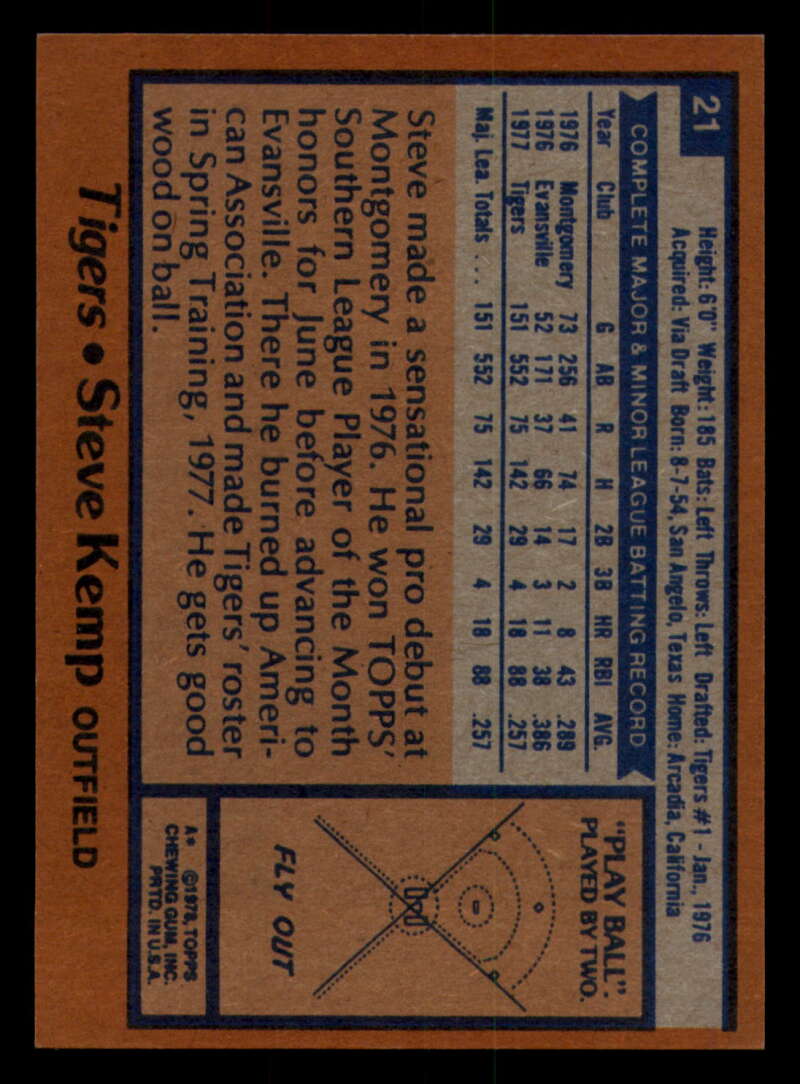 21
Height: 6'0" Weight: 185 Bats: Left Throws: Left Drafted: Tigers #1 - Jan., 1976
Acquired: Via Draft Born: 8-7-54, San Angelo, Texas Home: Arcadia, California
COMPLETE MAJOR & MINOR LEAGUE BATTING RECORD
Year Club G AB R H 2B 3B HR RBI AVG.
1976 Montgomery 73 256 41 74 17 2 8 43 .289
1976 Evansville 52 171 37 66 14 3 11 38 .386
1977 Tigers 151 552 75 142 29 4 18 88 .257
Maj. Lea. Totals ... 151 552 75 142 29 4 18 88 .257
Steve made a sensational pro debut at
Montgomery in 1976. He won TOPPS'
Southern League Player of the Month
honors for June before advancing to
Evansville. There he burned up Ameri-
can Association and made Tigers' roster
in Spring Training, 1977. He gets good
wood on ball.
"PLAY BALL".
PLAYED BY TWO.
FLY OUT
A* ©1978, TOPPS
CHEWING GUM, INC.
PRTD. IN U.S.A.
Tigers • Steve Kemp OUTFIELD